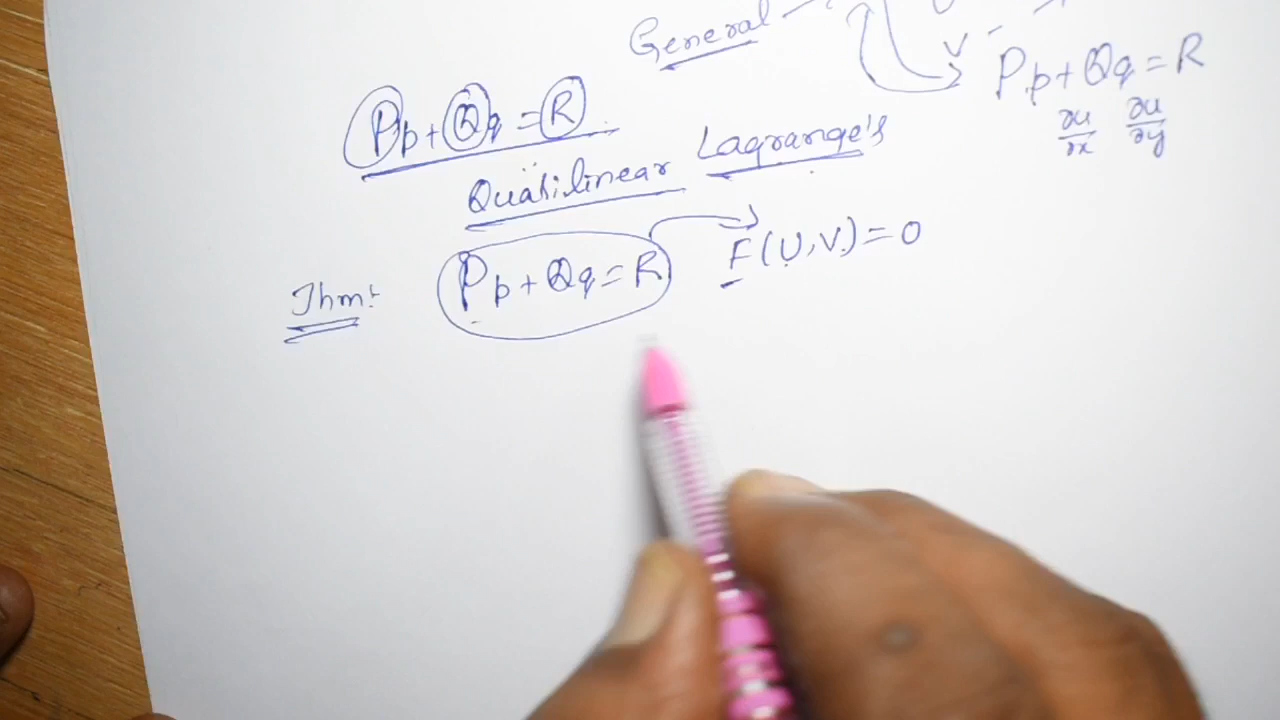 General
V
Pp + Qq = R
∂u/∂x ∂u/∂y
Pp + Qq = R
Quasilinear Lagrange's
Thm: Pp + Qq = R F(U, V) = 0